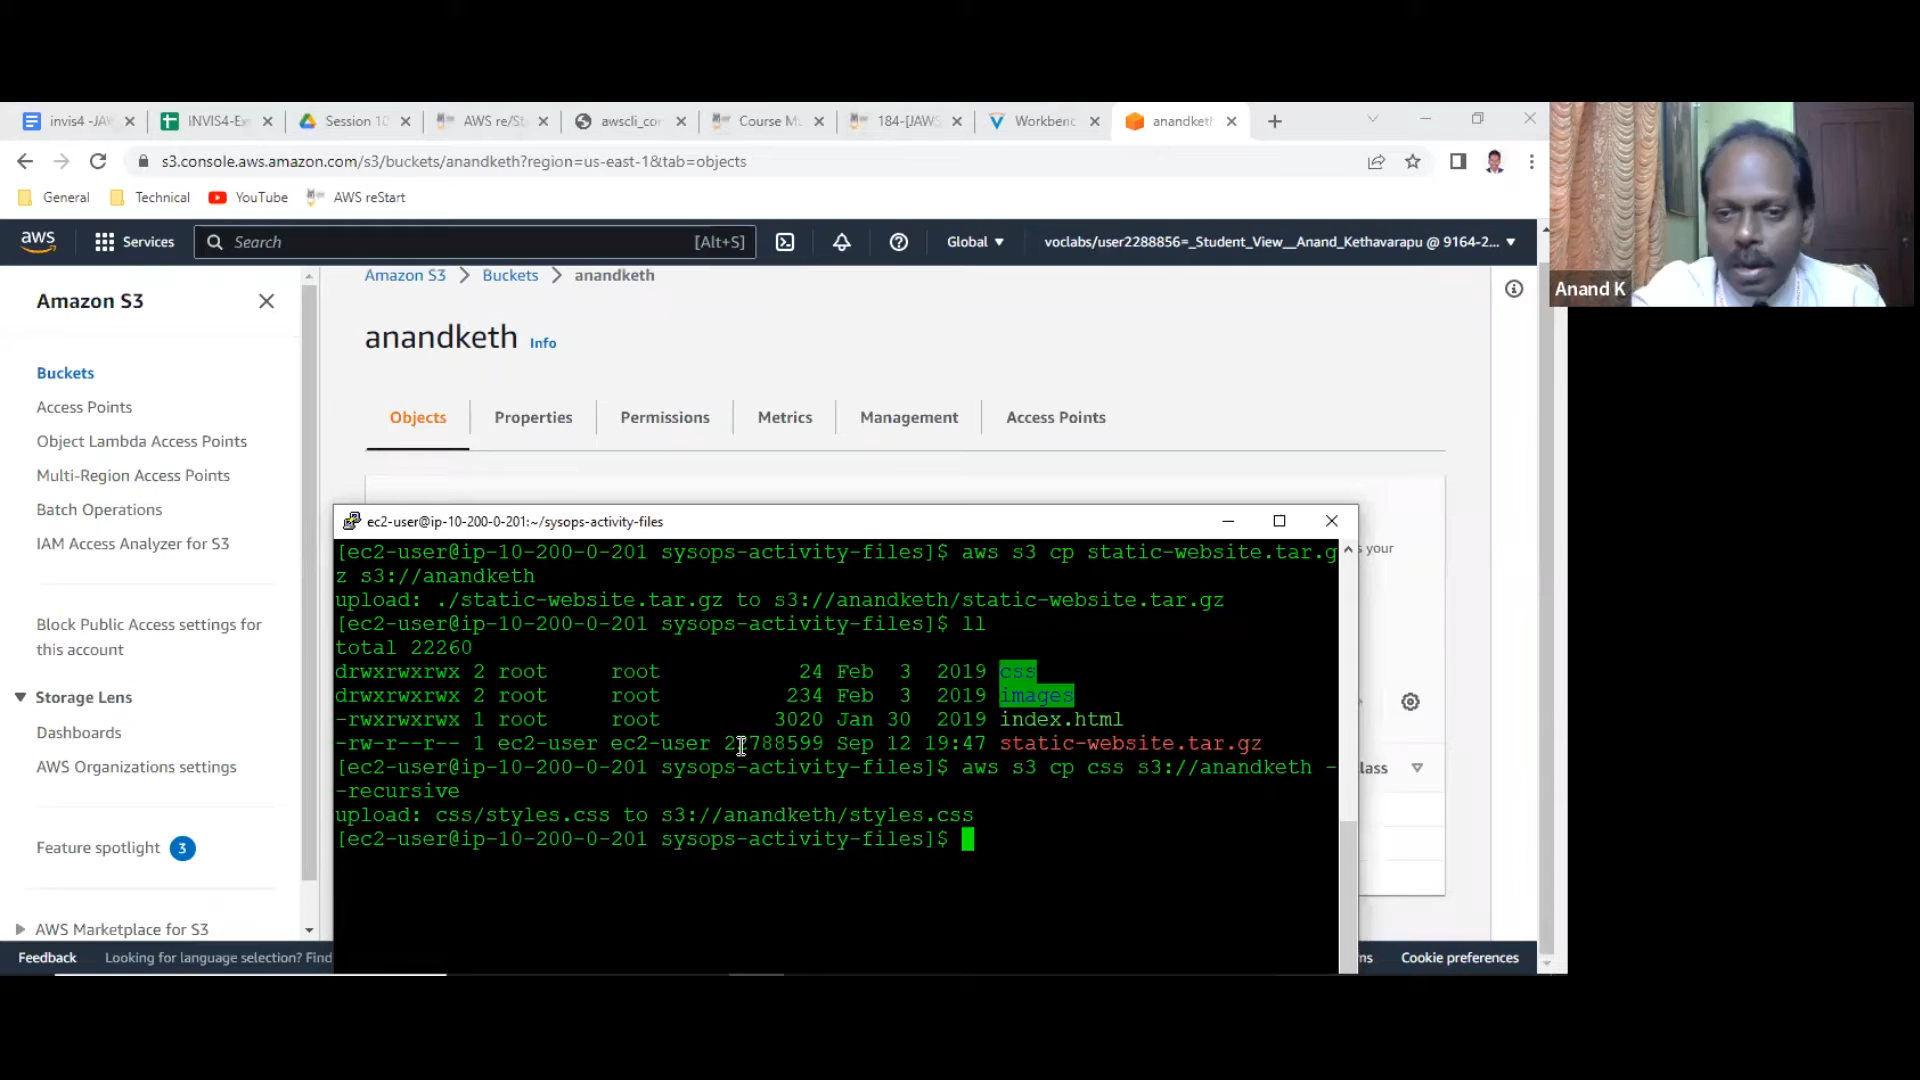 invis4 -JA
INVIS4-E
Session 1
AWS re/St
awscli_co
Course M
184-[JAWS
Workben
anandket
s3.console.aws.amazon.com/s3/buckets/anandketh?region=us-east-1&tab=objects
General
Technical
YouTube
AWS reStart
aws
Services
Search
[Alt+S]
Global
voclabs/user2288856=_Student_View__Anand_Kethavarapu @ 9164-2...
Amazon S3
Buckets
Access Points
Object Lambda Access Points
Multi-Region Access Points
Batch Operations
IAM Access Analyzer for S3
Block Public Access settings for
this account
Storage Lens
Dashboards
AWS Organizations settings
Feature spotlight 3
AWS Marketplace for S3
Amazon S3 > Buckets > anandketh
anandketh Info
Objects
Properties
Permissions
Metrics
Management
Access Points
s your
lass
ec2-user@ip-10-200-0-201:~/sysops-activity-files
[ec2-user@ip-10-200-0-201 sysops-activity-files]$ aws s3 cp static-website.tar.g
z s3://anandketh
upload: ./static-website.tar.gz to s3://anandketh/static-website.tar.gz
[ec2-user@ip-10-200-0-201 sysops-activity-files]$ ll
total 22260
drwxrwxrwx 2 root     root           24 Feb  3  2019 css
drwxrwxrwx 2 root     root          234 Feb  3  2019 images
-rwxrwxrwx 1 root     root         3020 Jan 30  2019 index.html
-rw-r--r-- 1 ec2-user ec2-user Sep 12 19:47 static-website.tar.gz
[ec2-user@ip-10-200-0-201 sysops-activity-files]$ aws s3 cp css s3://anandketh -
-recursive
upload: css/styles.css to s3://anandketh/styles.css
[ec2-user@ip-10-200-0-201 sysops-activity-files]$
Feedback
Looking for language selection? Find
ms
Cookie preferences
Anand K